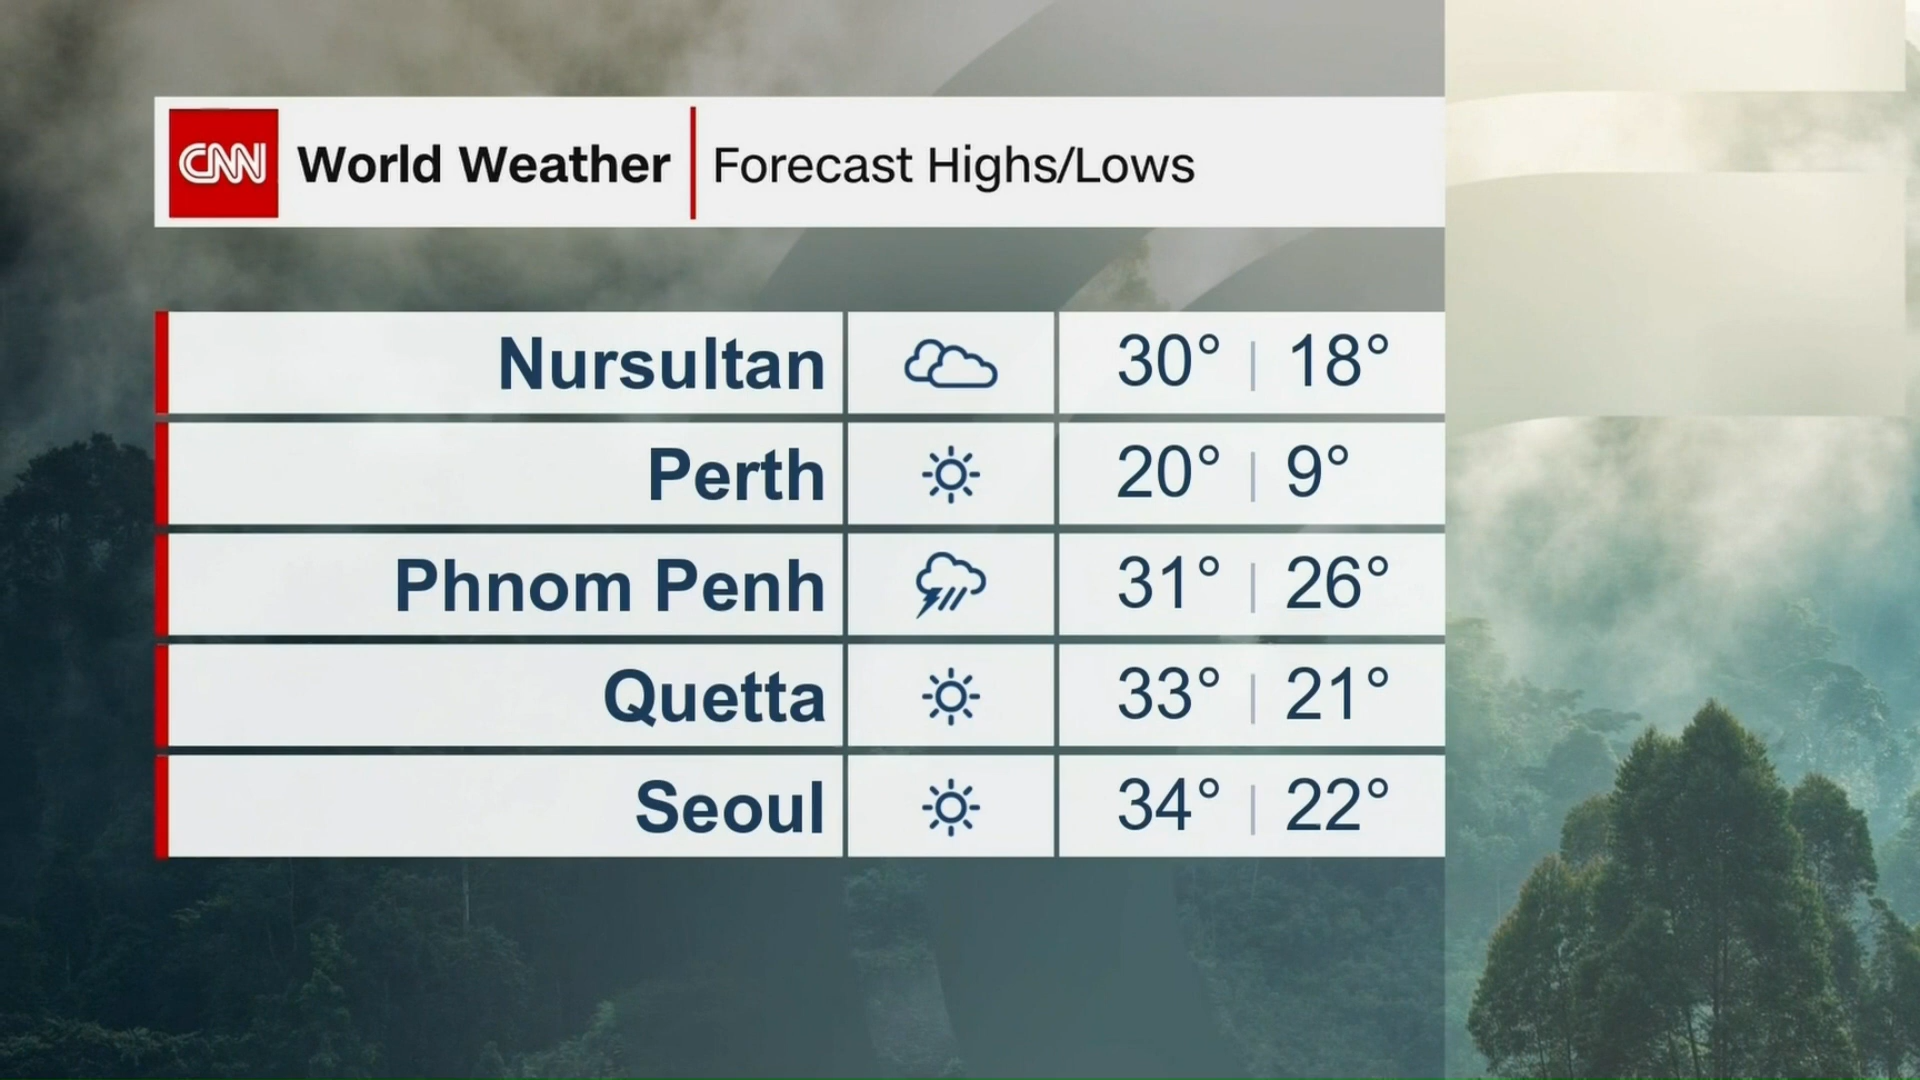 CNN World Weather | Forecast Highs/Lows
Nursultan 30° | 18°
Perth 20° | 9°
Phnom Penh 31° | 26°
Quetta 33° | 21°
Seoul 34° | 22°